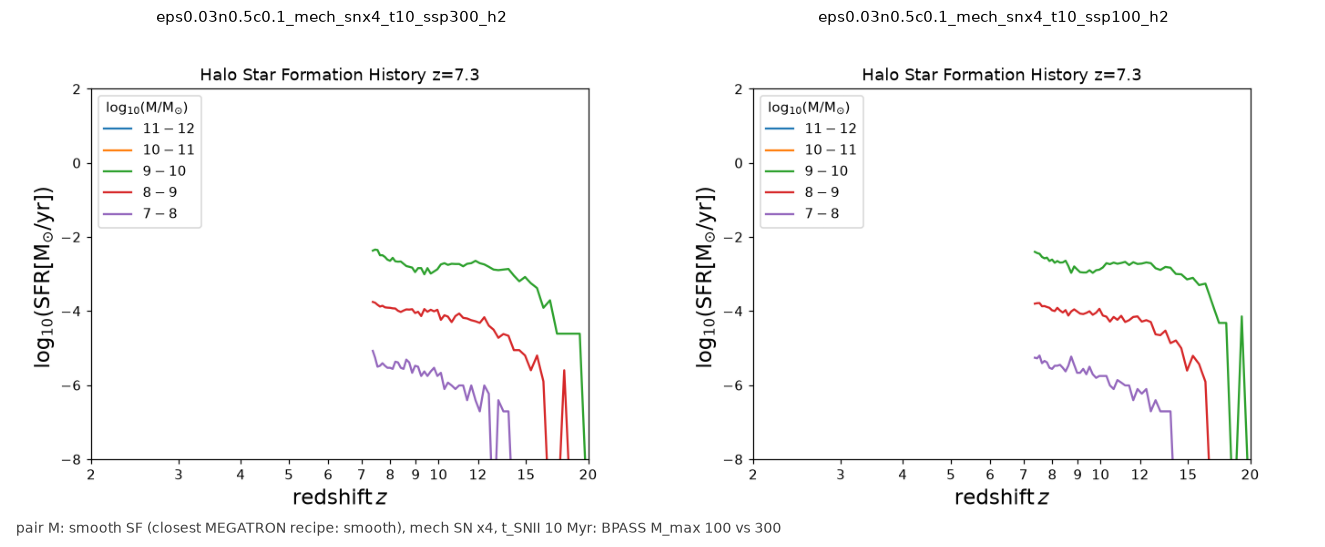 eps0.03n0.5c0.1_mech_snx4_t10_ssp300_h2
Halo Star Formation History z=7.3
log₁₀(SFR[M⊙/yr])
2
0
−2
−4
−6
−8
log₁₀(M/M⊙)
11 − 12
10 − 11
9 − 10
8 − 9
7 − 8
2 3 4 5 6 7 8 9 10 12 15 20
redshift z
eps0.03n0.5c0.1_mech_snx4_t10_ssp100_h2
Halo Star Formation History z=7.3
log₁₀(SFR[M⊙/yr])
2
0
−2
−4
−6
−8
log₁₀(M/M⊙)
11 − 12
10 − 11
9 − 10
8 − 9
7 − 8
2 3 4 5 6 7 8 9 10 12 15 20
redshift z
pair M: smooth SF (closest MEGATRON recipe: smooth), mech SN x4, t_SNII 10 Myr: BPASS M_max 100 vs 300